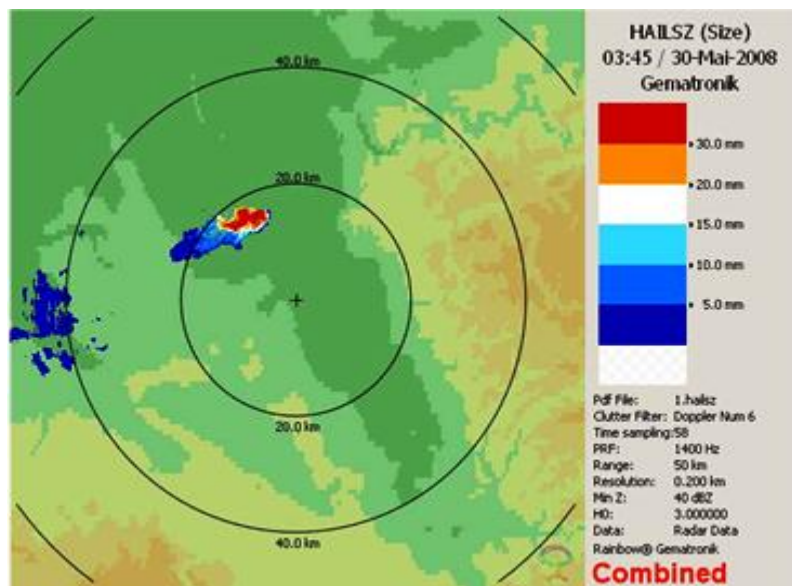 40.0 km
20.0 km
20.0 km
40.0 km
HAILSZ (Size)
03:45 / 30-Mai-2008
Gematronik
30.0 mm
20.0 mm
15.0 mm
10.0 mm
5.0 mm
Pdf File: 1.hailsz
Clutter Filter: Doppler Num 6
Time sampling:58
PRF: 1400 Hz
Range: 50 km
Resolution: 0.200 km
Min Z: 40 dBZ
H0: 3.000000
Data: Radar Data
Rainbow® Gematronik
Combined